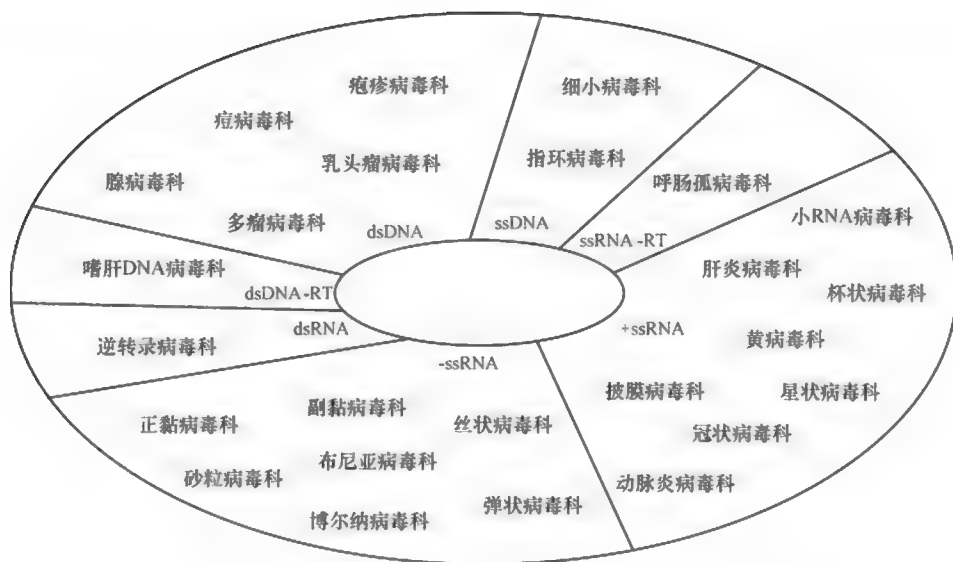 疱疹病毒科
细小病毒科
痘病毒科
乳头瘤病毒科
指环病毒科
腺病毒科
呼肠孤病毒科
多瘤病毒科
dsDNA
ssDNA
ssRNA-RT
小RNA病毒科
嗜肝DNA病毒科
dsDNA-RT
肝炎病毒科
杯状病毒科
逆转录病毒科
dsRNA
+ssRNA
黄病毒科
-ssRNA
披膜病毒科
星状病毒科
正黏病毒科
副黏病毒科
丝状病毒科
冠状病毒科
砂粒病毒科
布尼亚病毒科
动脉炎病毒科
博尔纳病毒科
弹状病毒科